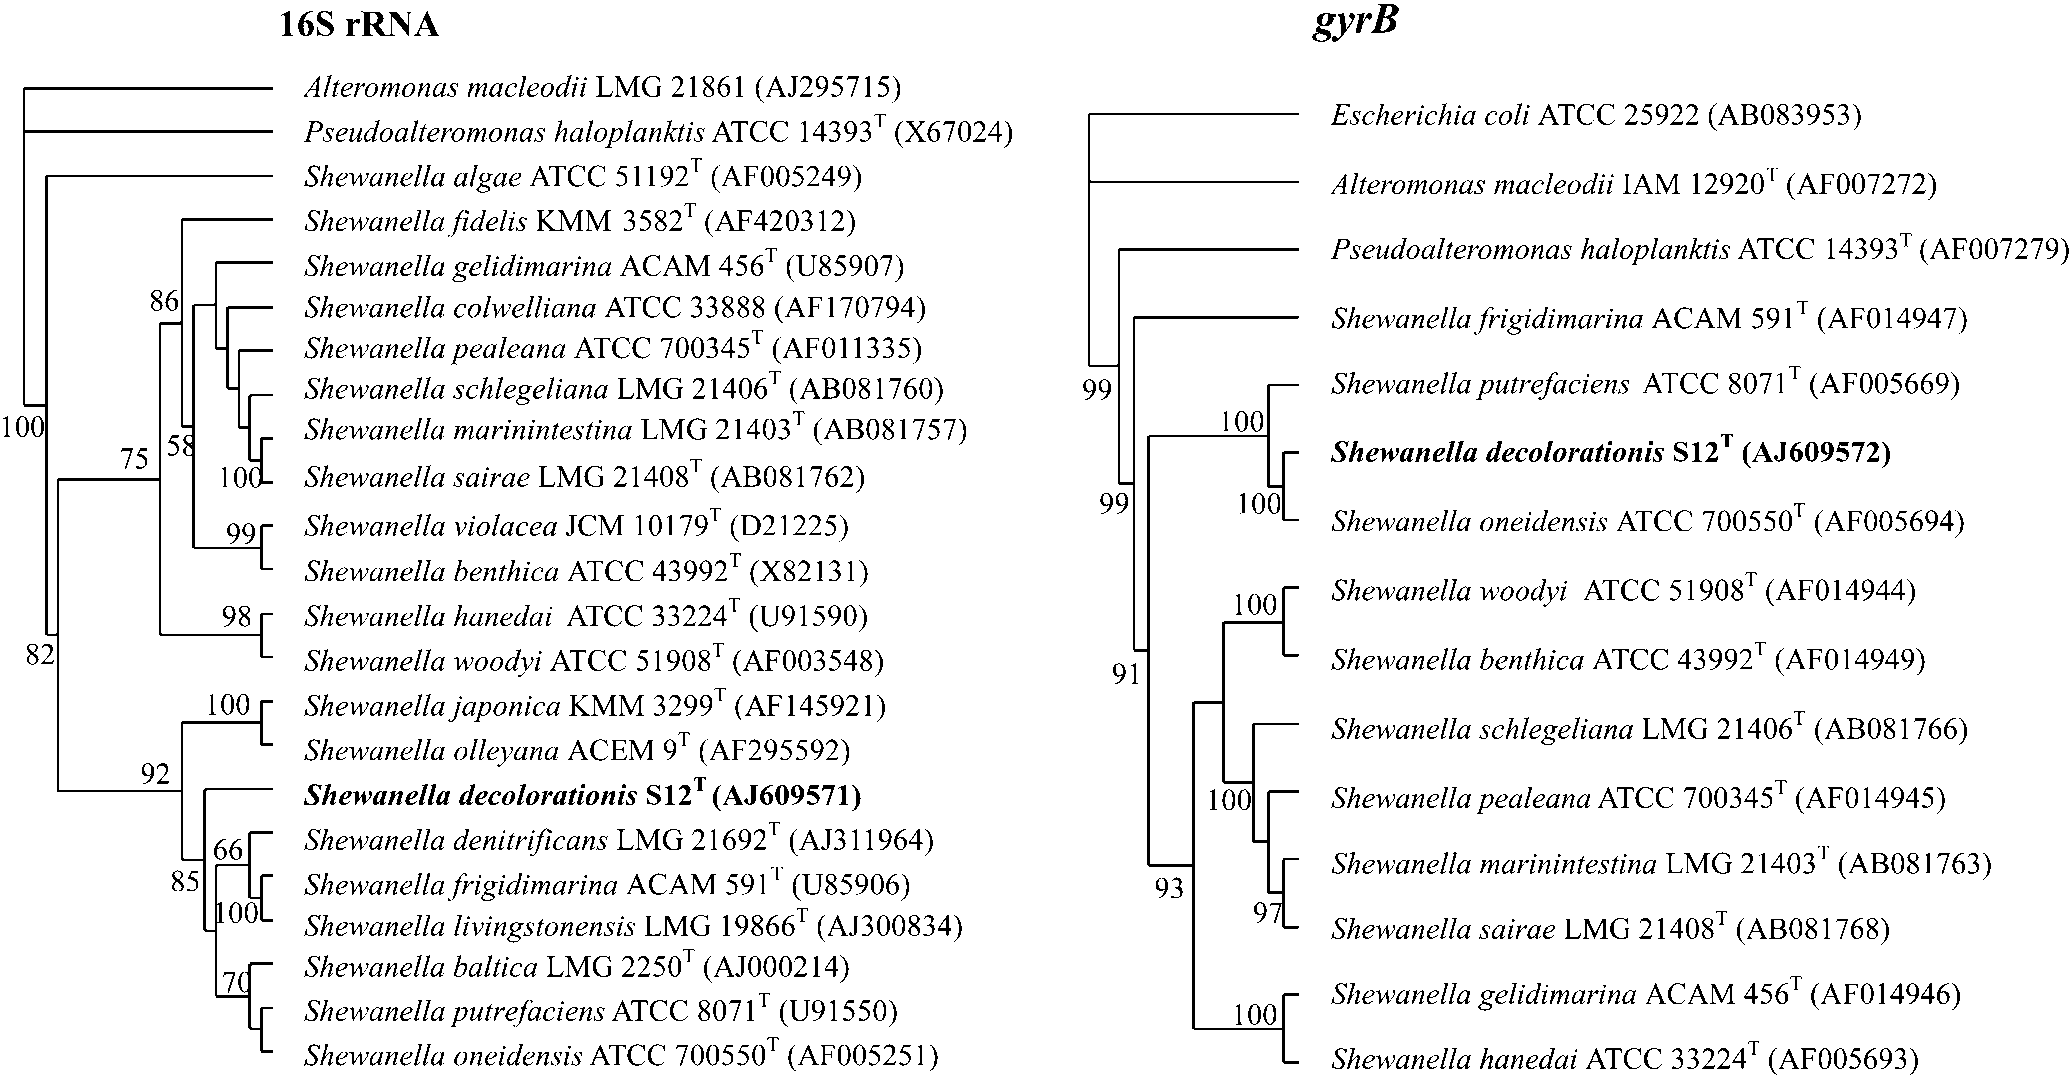 16S rRNA
Alteromonas macleodii LMG 21861 (AJ295715)
Pseudoalteromonas haloplanktis ATCC 14393T (X67024)
Shewanella algae ATCC 51192T (AF005249)
Shewanella fidelis KMM 3582T (AF420312)
Shewanella gelidimarina ACAM 456T (U85907)
86
Shewanella colwelliana ATCC 33888 (AF170794)
Shewanella pealeana ATCC 700345T (AF011335)
Shewanella schlegeliana LMG 21406T (AB081760)
100
Shewanella marinintestina LMG 21403T (AB081757)
58
75
Shewanella sairae LMG 21408T (AB081762)
100
Shewanella violacea JCM 10179T (D21225)
99
Shewanella benthica ATCC 43992T (X82131)
98
Shewanella hanedai ATCC 33224T (U91590)
82
Shewanella woodyi ATCC 51908T (AF003548)
100
Shewanella japonica KMM 3299T (AF145921)
Shewanella olleyana ACEM 9T (AF295592)
92
Shewanella decolorationis S12T (AJ609571)
Shewanella denitrificans LMG 21692T (AJ311964)
66
85
Shewanella frigidimarina ACAM 591T (U85906)
100
Shewanella livingstonensis LMG 19866T (AJ300834)
Shewanella baltica LMG 2250T (AJ000214)
70
Shewanella putrefaciens ATCC 8071T (U91550)
Shewanella oneidensis ATCC 700550T (AF005251)
gyrB
Escherichia coli ATCC 25922 (AB083953)
Alteromonas macleodii IAM 12920T (AF007272)
Pseudoalteromonas haloplanktis ATCC 14393T (AF007279)
Shewanella frigidimarina ACAM 591T (AF014947)
99
Shewanella putrefaciens ATCC 8071T (AF005669)
100
Shewanella decolorationis S12T (AJ609572)
99
100
Shewanella oneidensis ATCC 700550T (AF005694)
Shewanella woodyi ATCC 51908T (AF014944)
100
Shewanella benthica ATCC 43992T (AF014949)
91
Shewanella schlegeliana LMG 21406T (AB081766)
100
Shewanella pealeana ATCC 700345T (AF014945)
Shewanella marinintestina LMG 21403T (AB081763)
93
97
Shewanella sairae LMG 21408T (AB081768)
Shewanella gelidimarina ACAM 456T (AF014946)
100
Shewanella hanedai ATCC 33224T (AF005693)